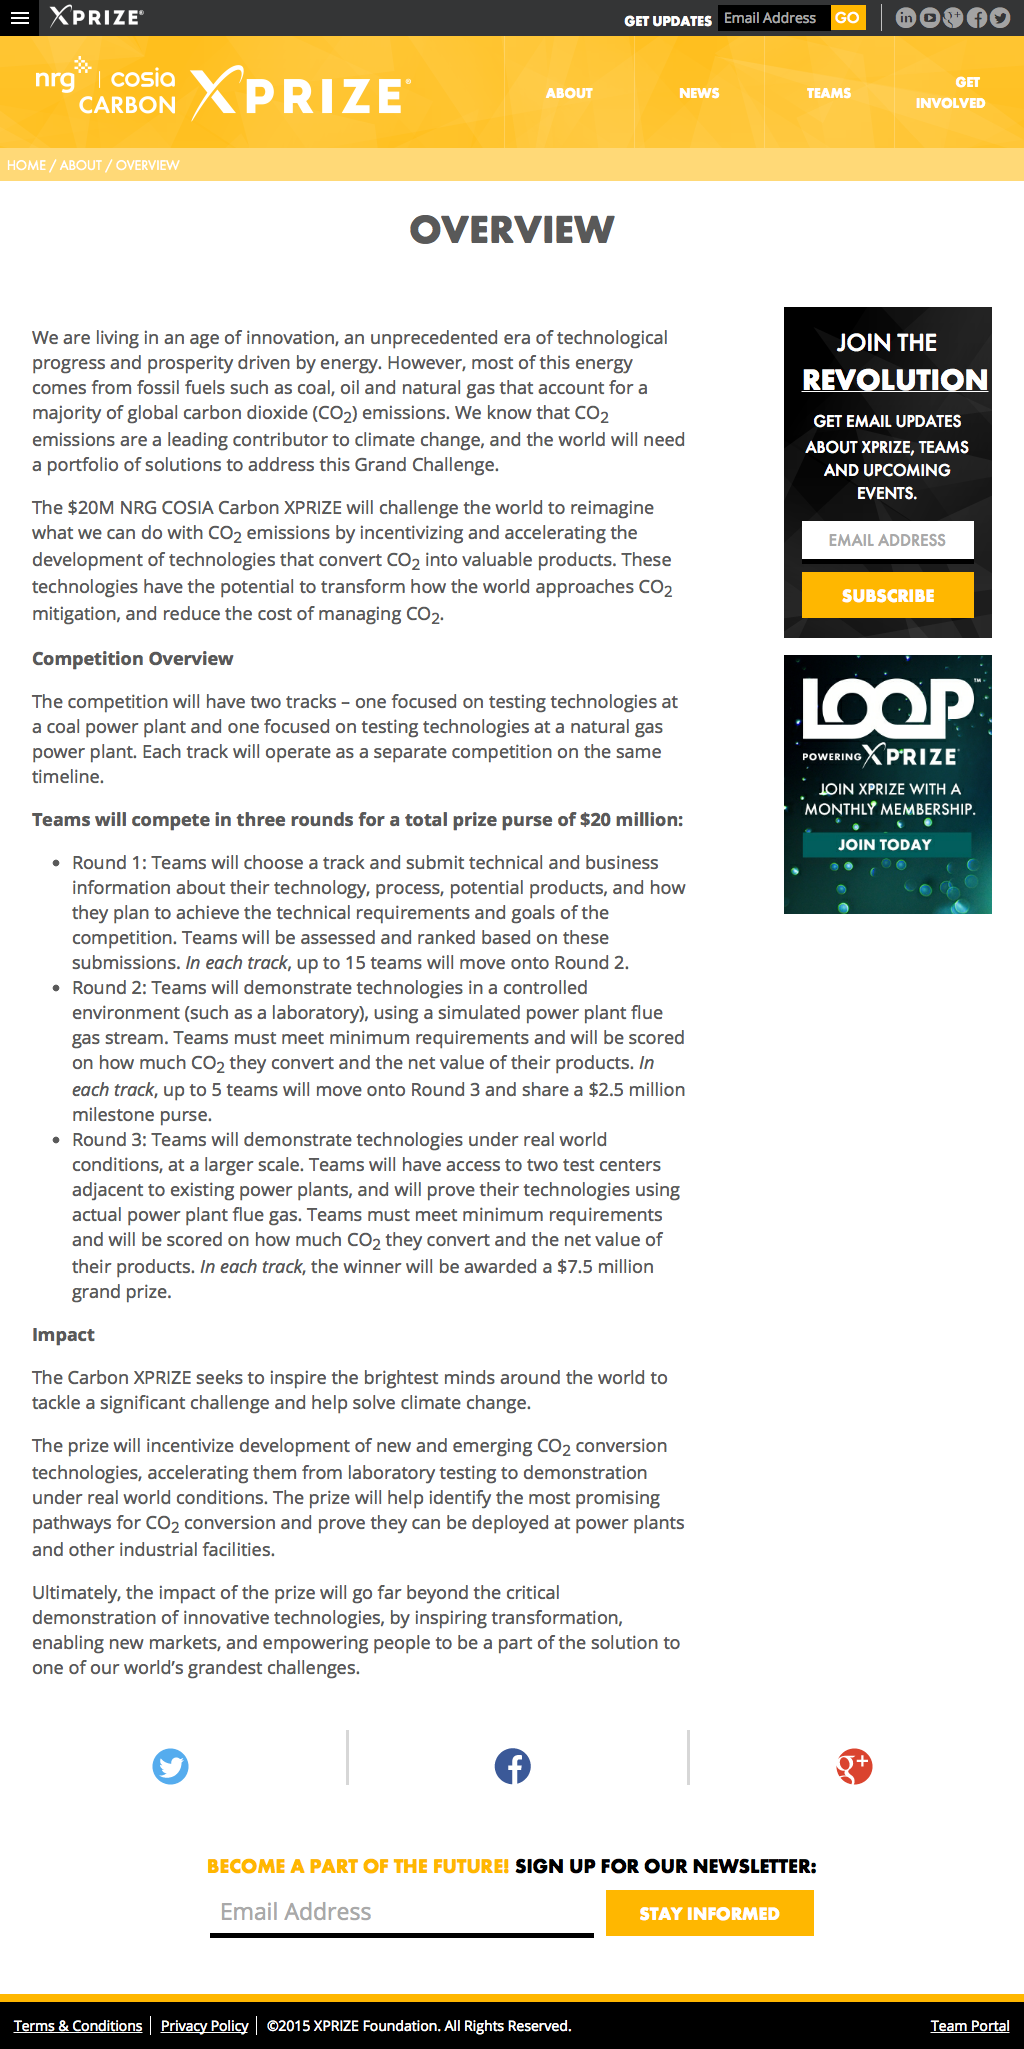 XPRIZE®
GET UPDATES Email Address GO
nrg | cosia
CARBON XPRIZE®
ABOUT
NEWS
TEAMS
GET
INVOLVED
HOME / ABOUT / OVERVIEW
OVERVIEW
We are living in an age of innovation, an unprecedented era of technological
progress and prosperity driven by energy. However, most of this energy
comes from fossil fuels such as coal, oil and natural gas that account for a
majority of global carbon dioxide (CO2) emissions. We know that CO2
emissions are a leading contributor to climate change, and the world will need
a portfolio of solutions to address this Grand Challenge.
The $20M NRG COSIA Carbon XPRIZE will challenge the world to reimagine
what we can do with CO2 emissions by incentivizing and accelerating the
development of technologies that convert CO2 into valuable products. These
technologies have the potential to transform how the world approaches CO2
mitigation, and reduce the cost of managing CO2.
Competition Overview
The competition will have two tracks – one focused on testing technologies at
a coal power plant and one focused on testing technologies at a natural gas
power plant. Each track will operate as a separate competition on the same
timeline.
Teams will compete in three rounds for a total prize purse of $20 million:
• Round 1: Teams will choose a track and submit technical and business
information about their technology, process, potential products, and how
they plan to achieve the technical requirements and goals of the
competition. Teams will be assessed and ranked based on these
submissions. In each track, up to 15 teams will move onto Round 2.
• Round 2: Teams will demonstrate technologies in a controlled
environment (such as a laboratory), using a simulated power plant flue
gas stream. Teams must meet minimum requirements and will be scored
on how much CO2 they convert and the net value of their products. In
each track, up to 5 teams will move onto Round 3 and share a $2.5 million
milestone purse.
• Round 3: Teams will demonstrate technologies under real world
conditions, at a larger scale. Teams will have access to two test centers
adjacent to existing power plants, and will prove their technologies using
actual power plant flue gas. Teams must meet minimum requirements
and will be scored on how much CO2 they convert and the net value of
their products. In each track, the winner will be awarded a $7.5 million
grand prize.
Impact
The Carbon XPRIZE seeks to inspire the brightest minds around the world to
tackle a significant challenge and help solve climate change.
The prize will incentivize development of new and emerging CO2 conversion
technologies, accelerating them from laboratory testing to demonstration
under real world conditions. The prize will help identify the most promising
pathways for CO2 conversion and prove they can be deployed at power plants
and other industrial facilities.
Ultimately, the impact of the prize will go far beyond the critical
demonstration of innovative technologies, by inspiring transformation,
enabling new markets, and empowering people to be a part of the solution to
one of our world’s grandest challenges.
JOIN THE
REVOLUTION
GET EMAIL UPDATES
ABOUT XPRIZE, TEAMS
AND UPCOMING
EVENTS.
EMAIL ADDRESS
SUBSCRIBE
LOOP™
POWERING XPRIZE
JOIN XPRIZE WITH A
MONTHLY MEMBERSHIP.
JOIN TODAY
BECOME A PART OF THE FUTURE! SIGN UP FOR OUR NEWSLETTER:
Email Address
STAY INFORMED
Terms & Conditions | Privacy Policy | ©2015 XPRIZE Foundation. All Rights Reserved.
Team Portal